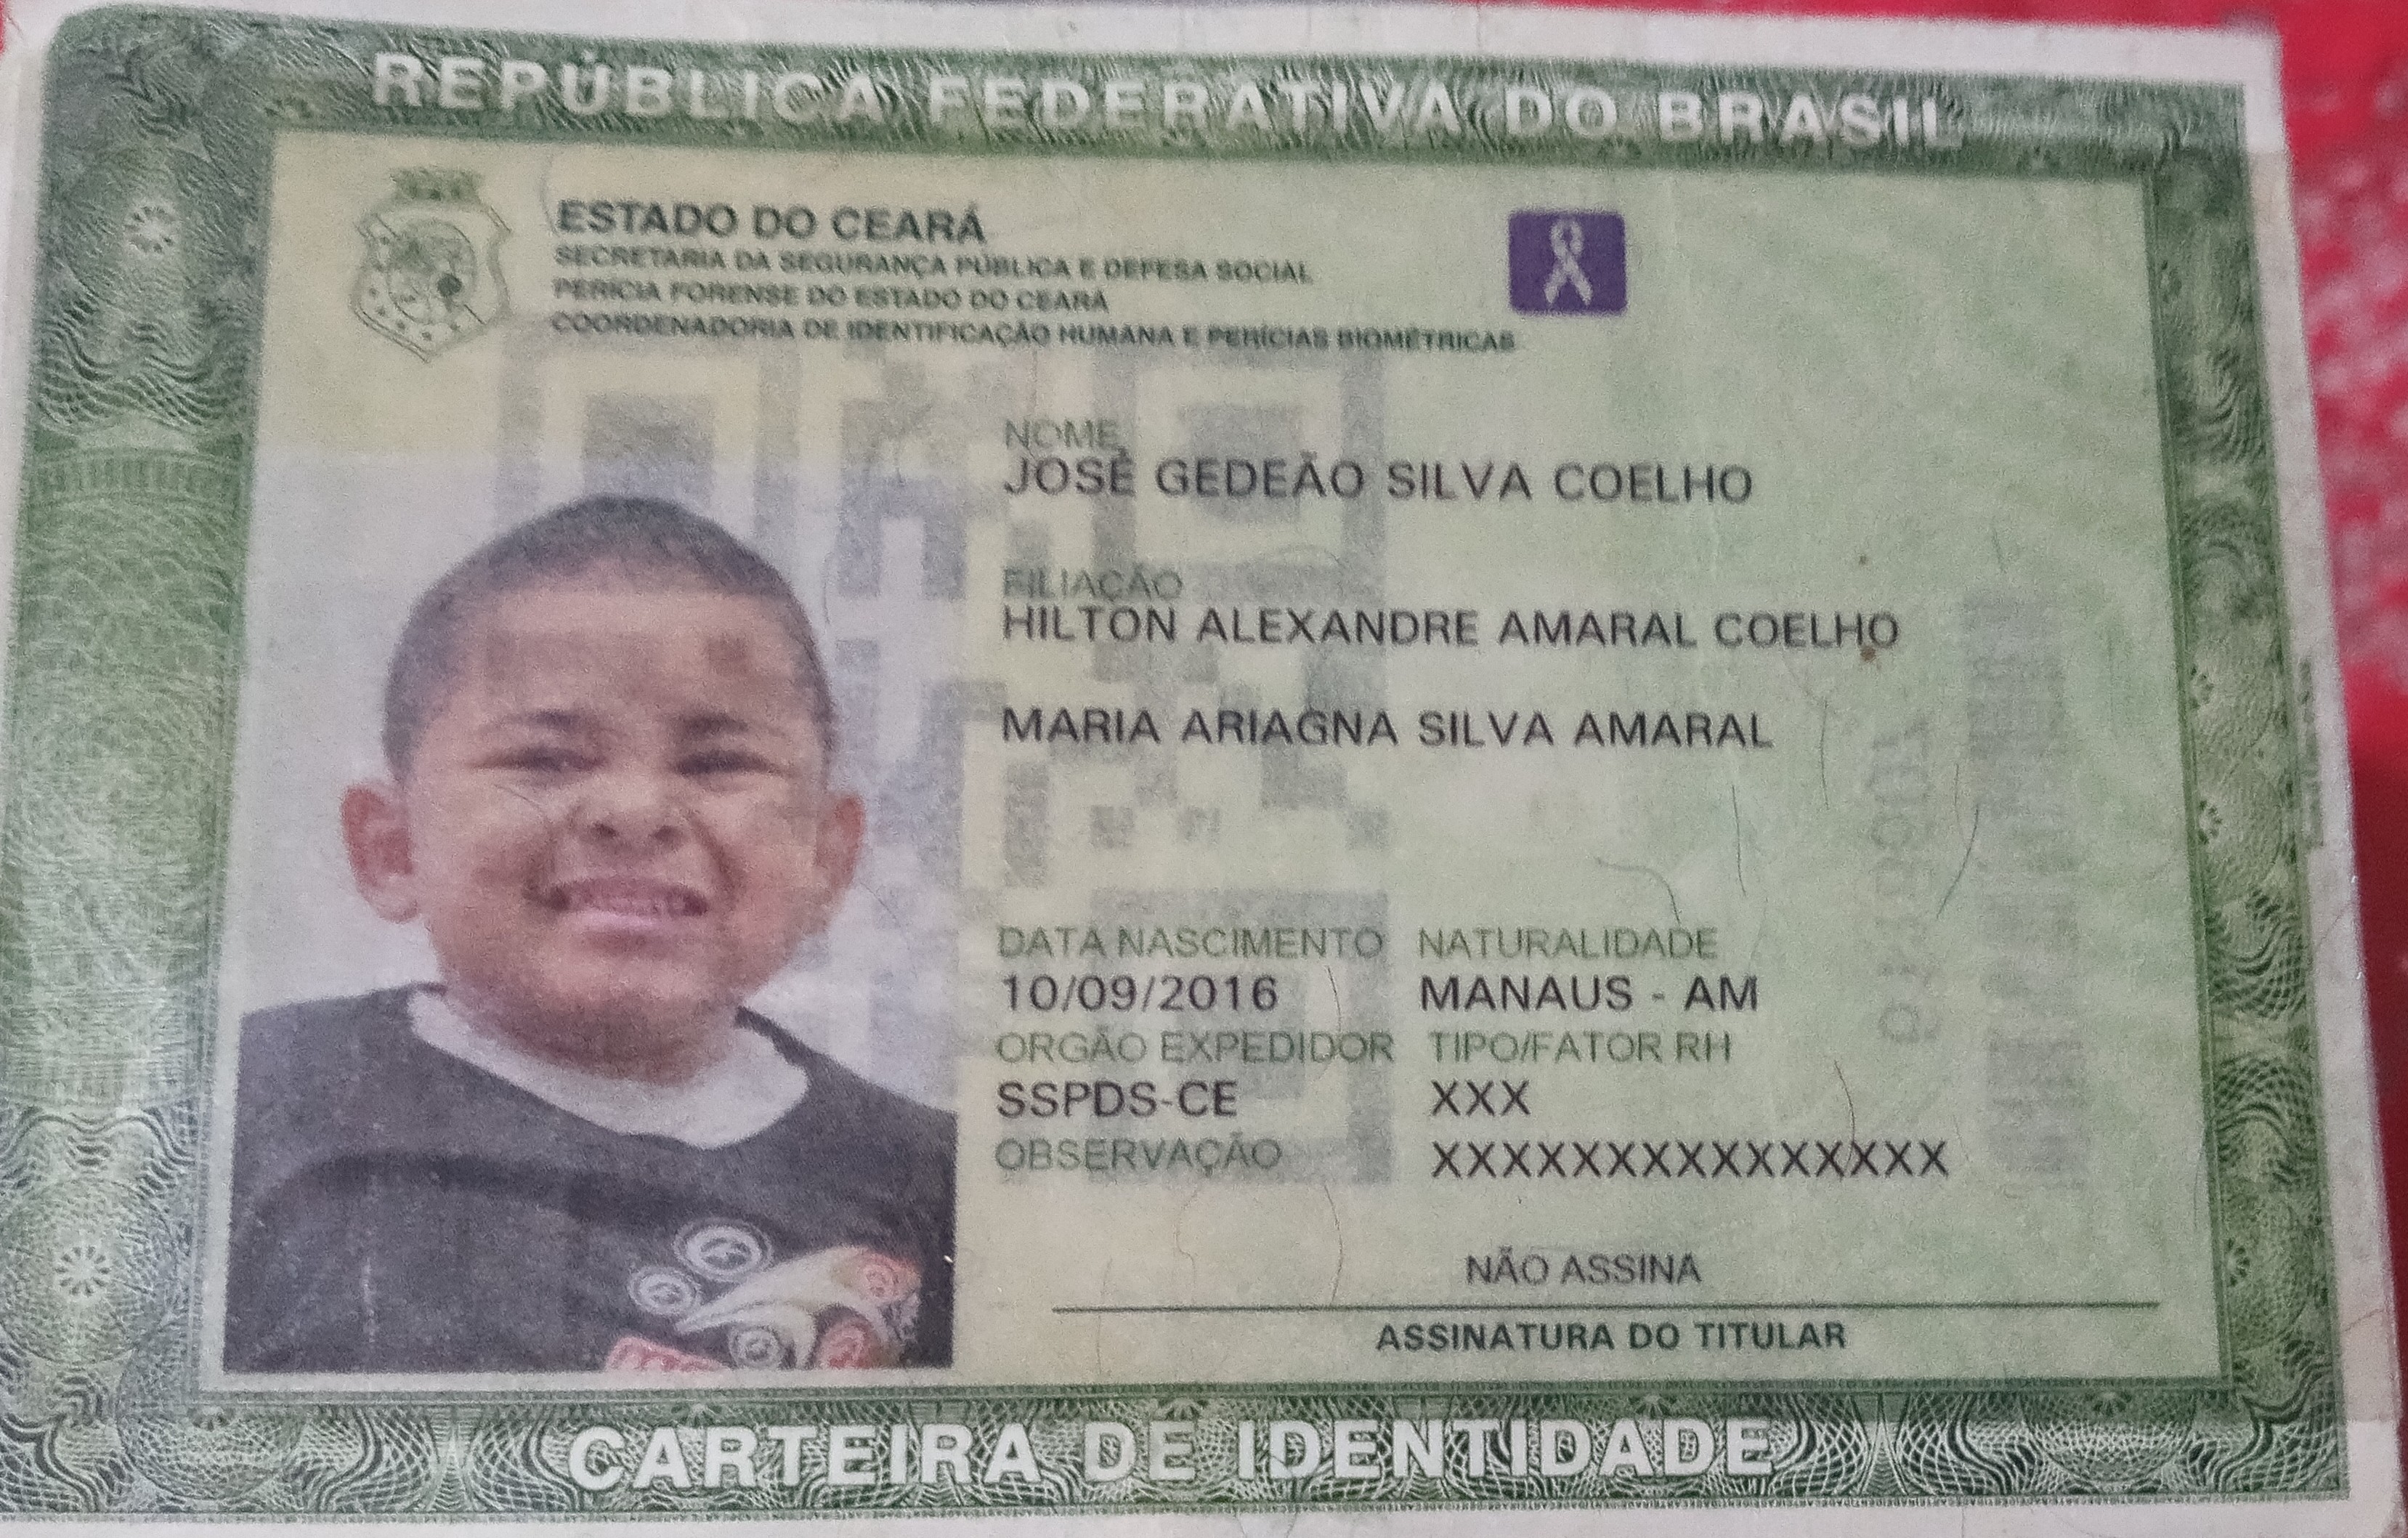 REPÚBLICA FEDERATIVA DO BRASIL
ESTADO DO CEARÁ
SECRETARIA DA SEGURANÇA PÚBLICA E DEFESA SOCIAL
PERÍCIA FORENSE DO ESTADO DO CEARÁ
COORDENADORIA DE IDENTIFICAÇÃO HUMANA E PERÍCIAS BIOMÉTRICAS
NOME
JOSÉ GEDEÃO SILVA COELHO
FILIAÇÃO
HILTON ALEXANDRE AMARAL COELHO
MARIA ARIAGNA SILVA AMARAL
DATA NASCIMENTO NATURALIDADE
10/09/2016 MANAUS - AM
ORGÃO EXPEDIDOR TIPO/FATOR RH
SSPDS-CE XXX
OBSERVAÇÃO XXXXXXXXXXXXXXX
NÃO ASSINA
ASSINATURA DO TITULAR
CARTEIRA DE IDENTIDADE